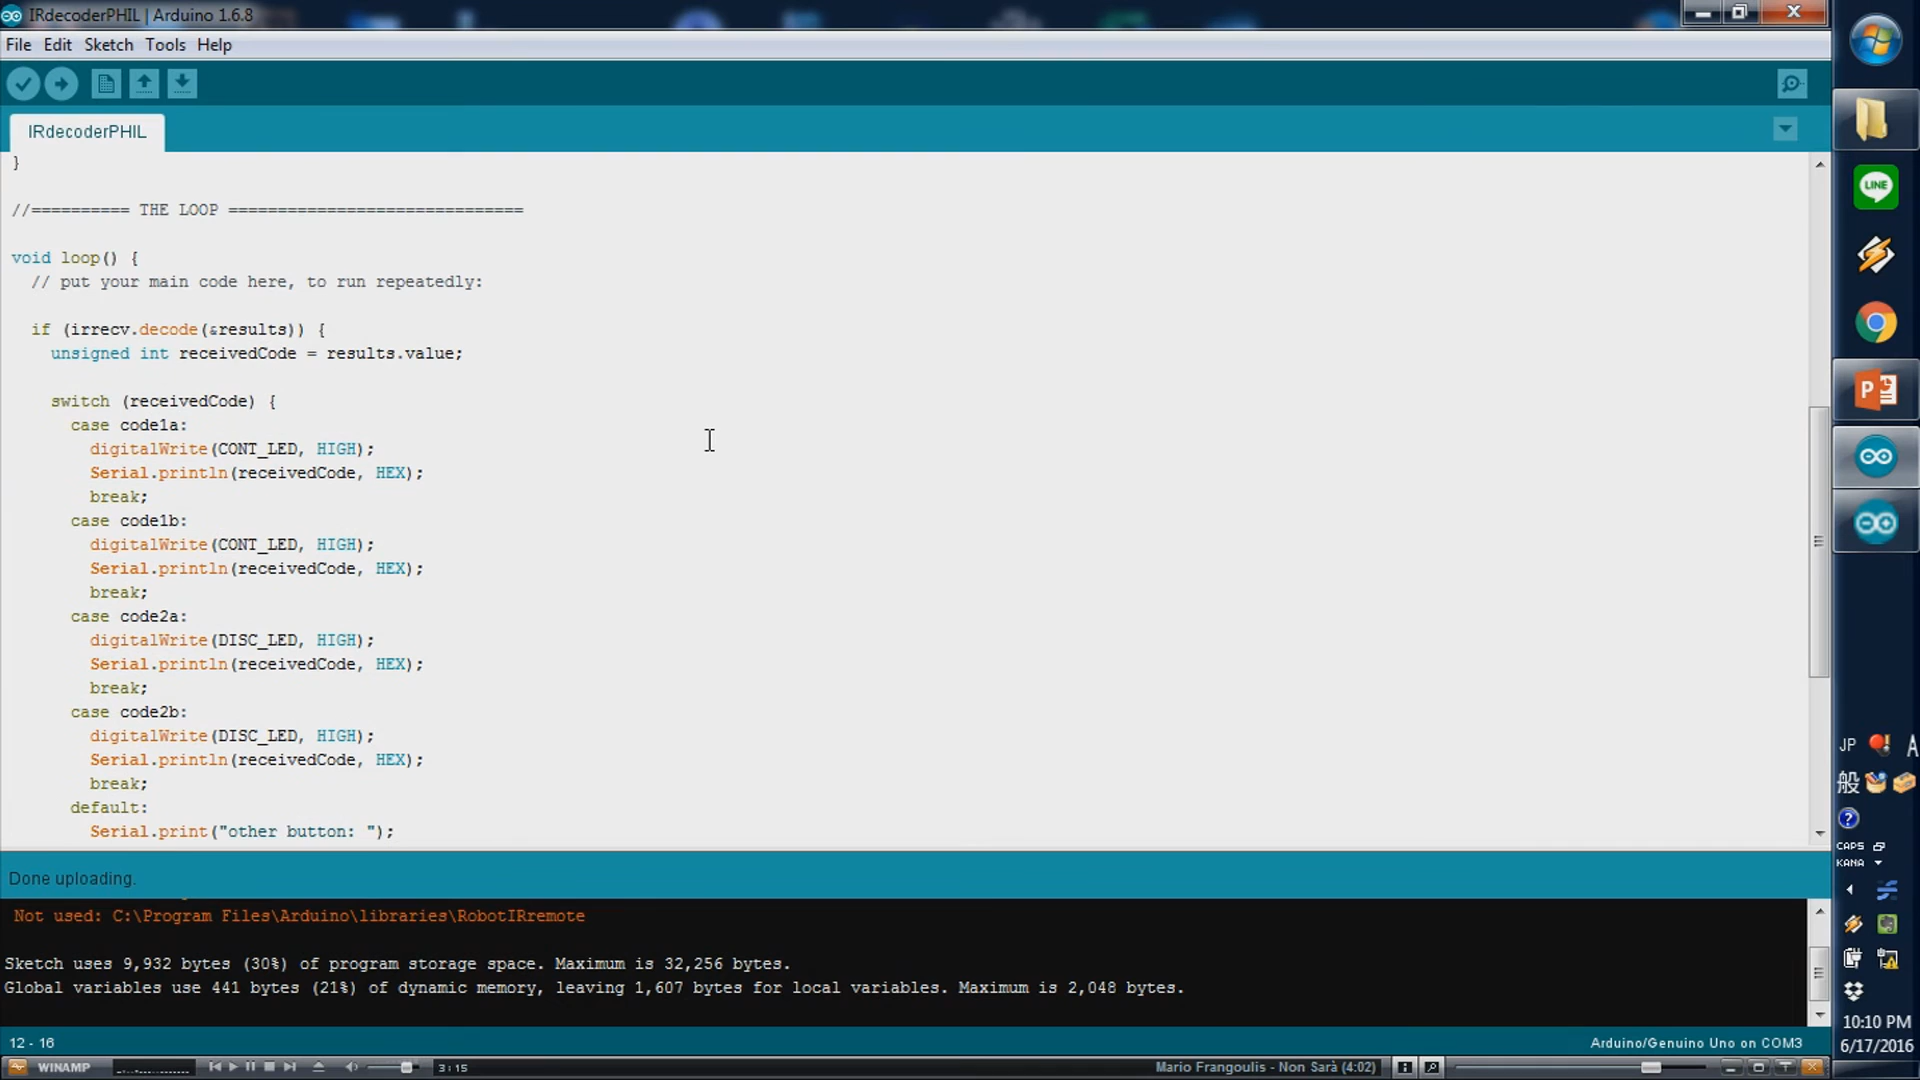 IRdecoderPHIL | Arduino 1.6.8
File Edit Sketch Tools Help
IRdecoderPHIL
}
//========== THE LOOP ==============================
void loop() {
// put your main code here, to run repeatedly:
if (irrecv.decode(&results)) {
unsigned int receivedCode = results.value;
switch (receivedCode) {
case code1a:
digitalWrite(CONT_LED, HIGH);
Serial.println(receivedCode, HEX);
break;
case code1b:
digitalWrite(CONT_LED, HIGH);
Serial.println(receivedCode, HEX);
break;
case code2a:
digitalWrite(DISC_LED, HIGH);
Serial.println(receivedCode, HEX);
break;
case code2b:
digitalWrite(DISC_LED, HIGH);
Serial.println(receivedCode, HEX);
break;
default:
Serial.print("other button: ");
Done uploading.
Not used: C:\Program Files\Arduino\libraries\RobotIRremote
Sketch uses 9,932 bytes (30%) of program storage space. Maximum is 32,256 bytes.
Global variables use 441 bytes (21%) of dynamic memory, leaving 1,607 bytes for local variables. Maximum is 2,048 bytes.
12 - 16
Arduino/Genuino Uno on COM3
WINAMP
3:15
Mario Frangoulis - Non Sarà (4:02)
LINE
P
JP
A
般
CAPS
KANA
10:10 PM
6/17/2016